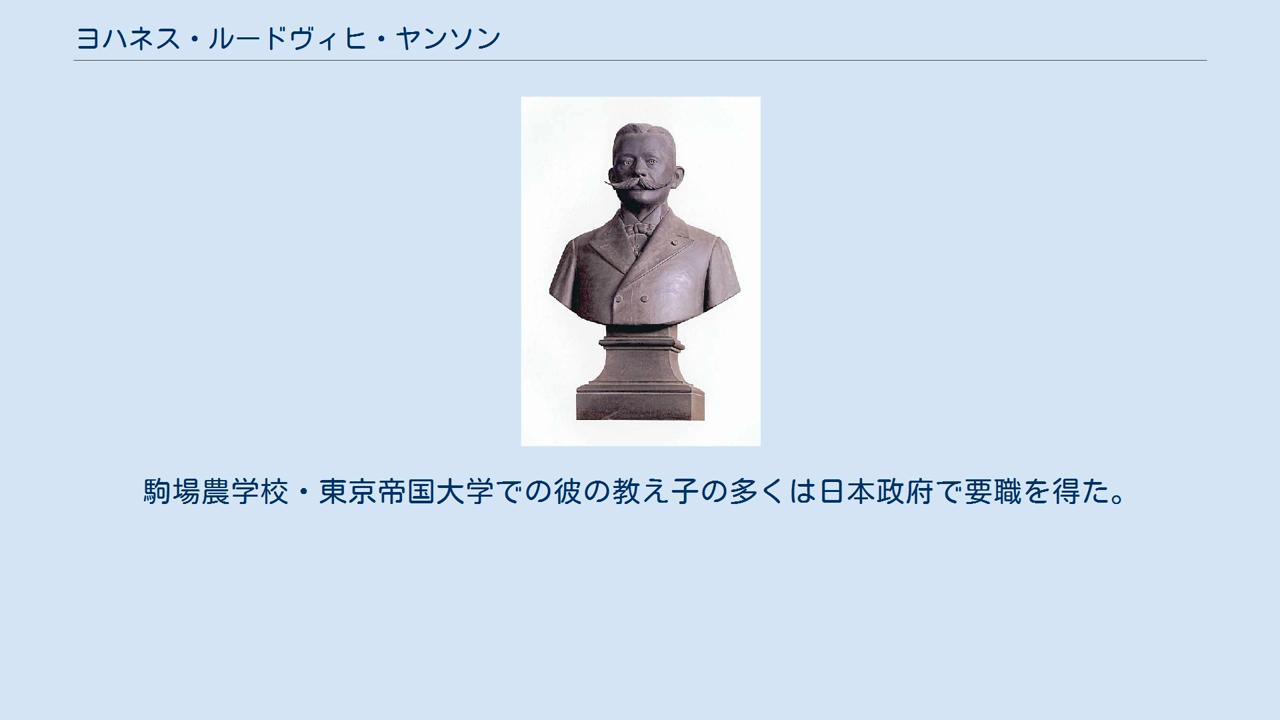 ヨハネス・ルードヴィヒ・ヤンソン
駒場農学校・東京帝国大学での彼の教え子の多くは日本政府で要職を得た。